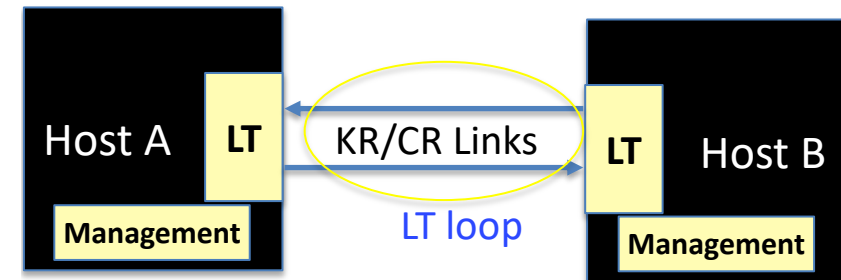 Host A
LT
KR/CR Links
LT
Host B
LT loop
Management
Management